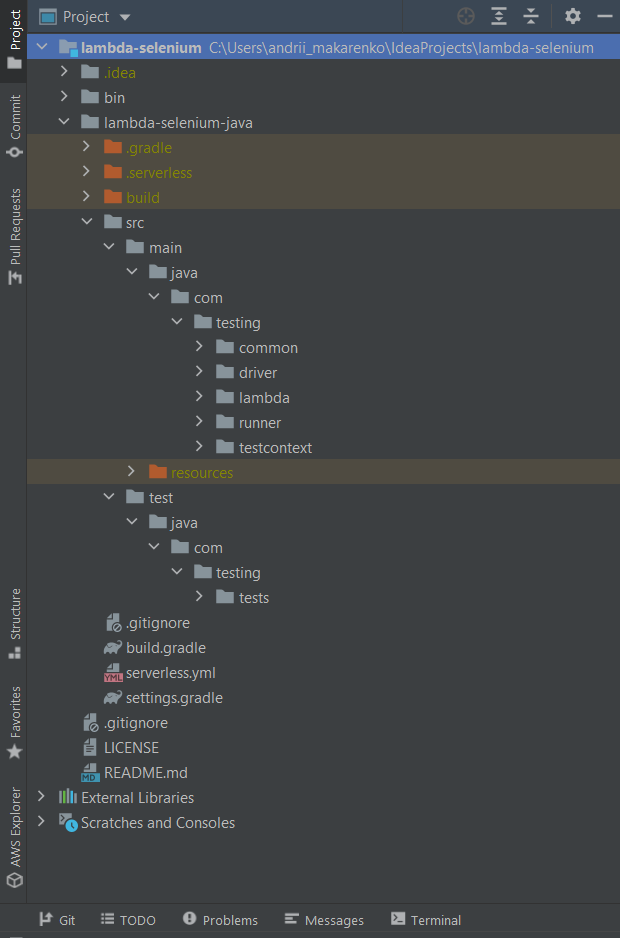 Project
lambda-selenium C:\Users\andrii_makarenko\IdeaProjects\lambda-selenium
.idea
bin
lambda-selenium-java
.gradle
.serverless
build
src
main
java
com
testing
common
driver
lambda
runner
testcontext
resources
test
java
com
testing
tests
.gitignore
build.gradle
YML serverless.yml
settings.gradle
.gitignore
LICENSE
MD README.md
External Libraries
Scratches and Consoles
Project
Commit
Pull Requests
Structure
Favorites
AWS Explorer
Git TODO Problems Messages Terminal